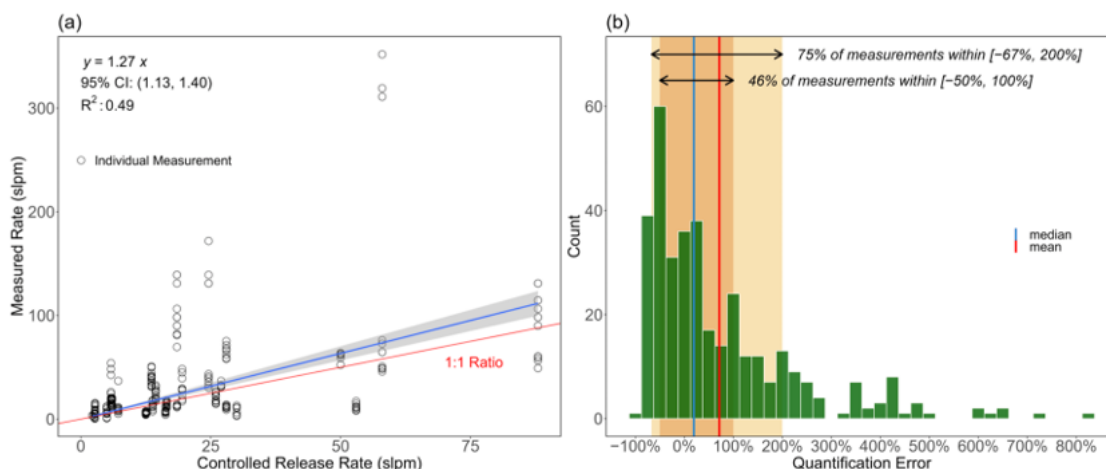 (a)
y = 1.27 x
95% CI: (1.13, 1.40)
R²: 0.49
Individual Measurement
1:1 Ratio
Measured Rate (slpm)
300
200
100
0
0 25 50 75
Controlled Release Rate (slpm)
(b)
75% of measurements within [−67%, 200%]
46% of measurements within [−50%, 100%]
median
mean
Count
60
40
20
0
−100% 0% 100% 200% 300% 400% 500% 600% 700% 800%
Quantification Error